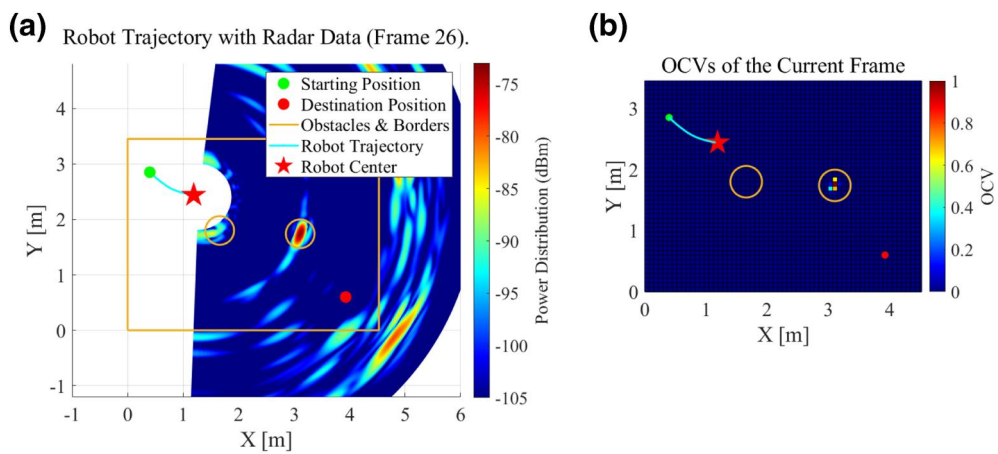 (a)
Robot Trajectory with Radar Data (Frame 26).
Starting Position
Destination Position
Obstacles & Borders
Robot Trajectory
Robot Center
4
3
2
1
0
-1
Y [m]
-1 0 1 2 3 4 5 6
X [m]
-75
-80
-85
-90
-95
-100
-105
Power Distribution (dBm)
(b)
OCVs of the Current Frame
3
2
1
0
Y [m]
0 1 2 3 4
X [m]
1
0.8
0.6
0.4
0.2
0
OCV